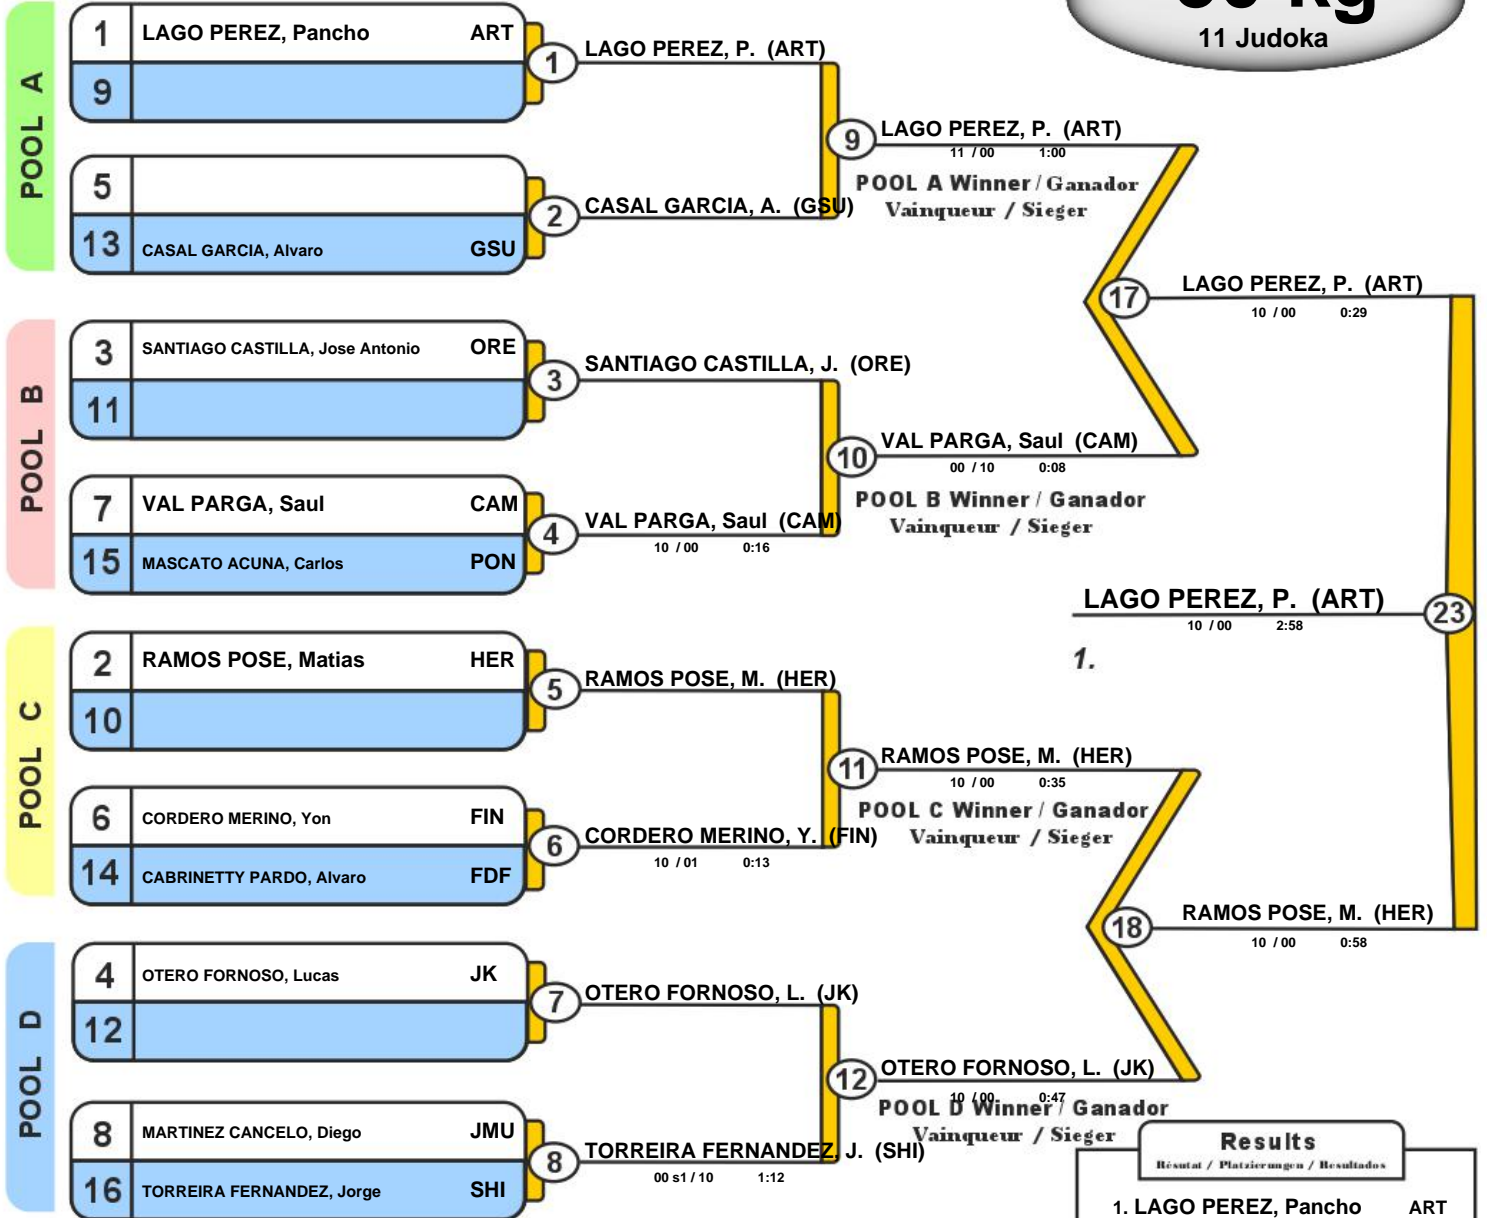 11 Judoka
POOL A
1 LAGO PEREZ, Pancho ART
9
1 LAGO PEREZ, P. (ART)
5
13 CASAL GARCIA, Alvaro GSU
2 CASAL GARCIA, A. (GSU)
9 LAGO PEREZ, P. (ART)
11 / 00 1:00
POOL A Winner / Ganador
Vainqueur / Sieger
POOL B
3 SANTIAGO CASTILLA, Jose Antonio ORE
11
3 SANTIAGO CASTILLA, J. (ORE)
7 VAL PARGA, Saul CAM
15 MASCATO ACUNA, Carlos PON
4 VAL PARGA, Saul (CAM)
10 / 00 0:16
10 VAL PARGA, Saul (CAM)
00 / 10 0:08
POOL B Winner / Ganador
Vainqueur / Sieger
17 LAGO PEREZ, P. (ART)
10 / 00 0:29
LAGO PEREZ, P. (ART) 23
10 / 00 2:58
1.
POOL C
2 RAMOS POSE, Matias HER
10
5 RAMOS POSE, M. (HER)
6 CORDERO MERINO, Yon FIN
14 CABRINETTY PARDO, Alvaro FDF
6 CORDERO MERINO, Y. (FIN)
10 / 01 0:13
11 RAMOS POSE, M. (HER)
10 / 00 0:35
POOL C Winner / Ganador
Vainqueur / Sieger
18 RAMOS POSE, M. (HER)
10 / 00 0:58
POOL D
4 OTERO FORNOSO, Lucas JK
12
7 OTERO FORNOSO, L. (JK)
8 MARTINEZ CANCELO, Diego JMU
16 TORREIRA FERNANDEZ, Jorge SHI
8 TORREIRA FERNANDEZ, J. (SHI)
00 s1 / 10 1:12
12 OTERO FORNOSO, L. (JK)
10 / 00 0:47
POOL D Winner / Ganador
Vainqueur / Sieger
Results
Résutat / Platzierungen / Resultados
1. LAGO PEREZ, Pancho ART